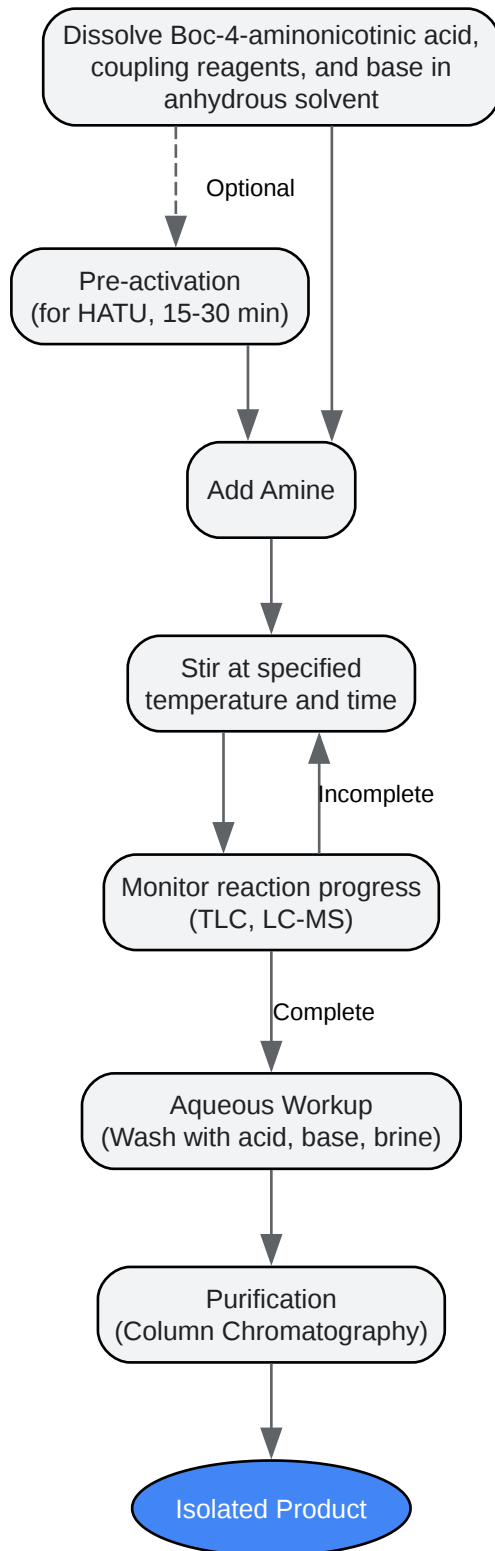 Dissolve Boc-4-aminonicotinic acid,
coupling reagents, and base in
anhydrous solvent
Optional
Pre-activation
(for HATU, 15-30 min)
Add Amine
Stir at specified
temperature and time
Incomplete
Monitor reaction progress
(TLC, LC-MS)
Complete
Aqueous Workup
(Wash with acid, base, brine)
Purification
(Column Chromatography)
Isolated Product